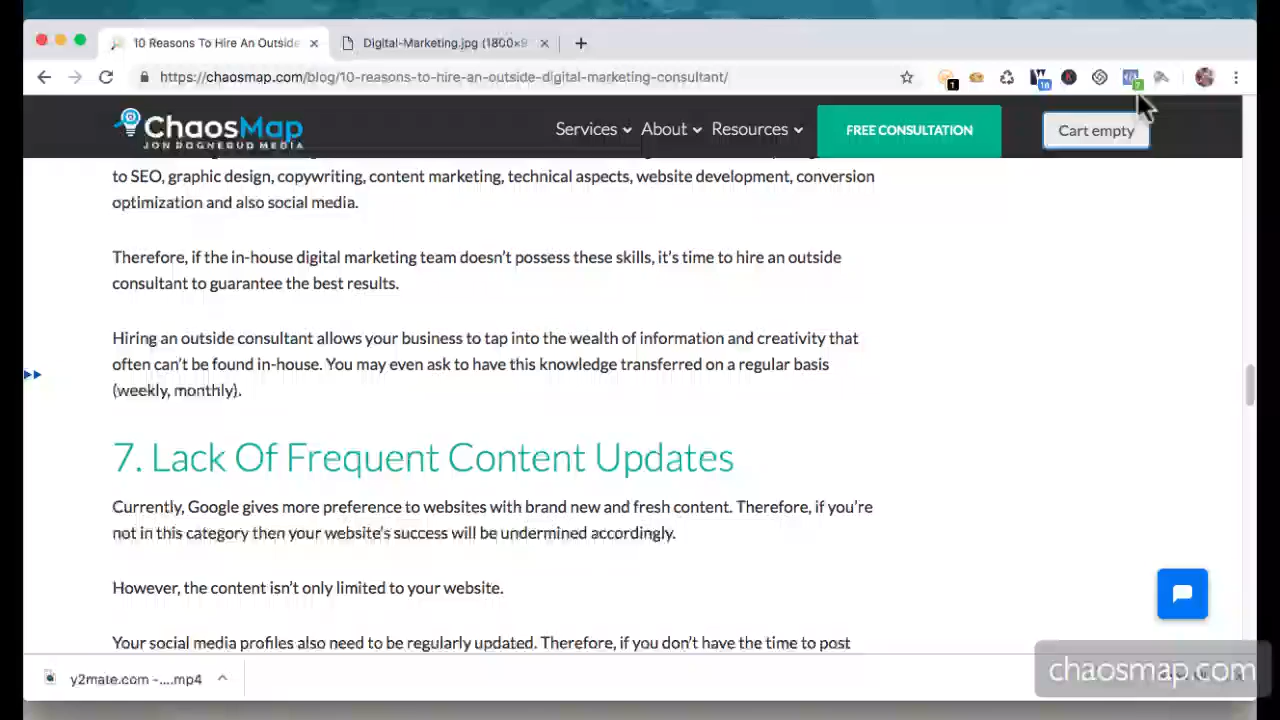 10 Reasons To Hire An Outside
Digital-Marketing.jpg (1800×9
https://chaosmap.com/blog/10-reasons-to-hire-an-outside-digital-marketing-consultant/
1
10
7
ChaosMap
JON ROGNERUD MEDIA
Services
About
Resources
FREE CONSULTATION
Cart empty
to SEO, graphic design, copywriting, content marketing, technical aspects, website development, conversion
optimization and also social media.
Therefore, if the in-house digital marketing team doesn't possess these skills, it's time to hire an outside
consultant to guarantee the best results.
Hiring an outside consultant allows your business to tap into the wealth of information and creativity that
often can't be found in-house. You may even ask to have this knowledge transferred on a regular basis
(weekly, monthly).
7. Lack Of Frequent Content Updates
Currently, Google gives more preference to websites with brand new and fresh content. Therefore, if you're
not in this category then your website's success will be undermined accordingly.
However, the content isn't only limited to your website.
Your social media profiles also need to be regularly updated. Therefore, if you don't have the time to post
y2mate.com -....mp4
chaosmap.com